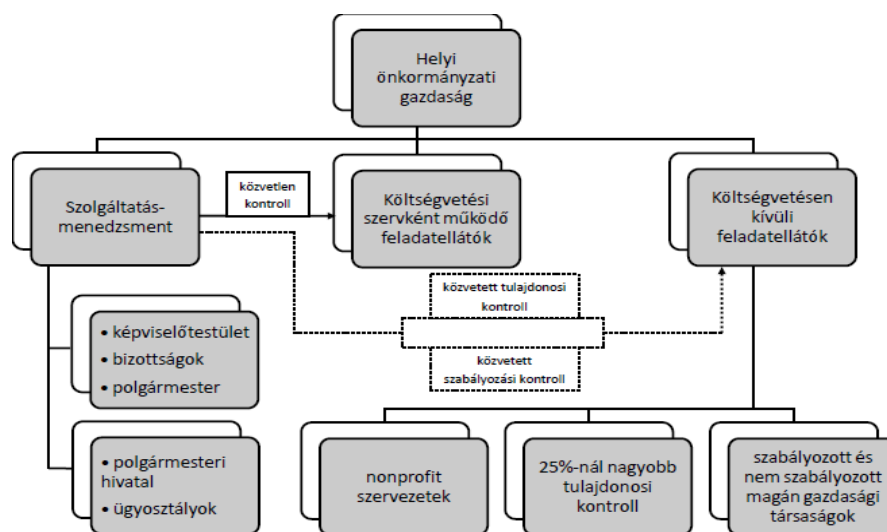 Helyi
önkormányzati
gazdaság
Szolgáltatás-
menedzsment
közvetlen
kontroll
Költségvetési
szervként működő
feladatellátók
Költségvetésen
kívüli
feladatellátók
közvetett tulajdonosi
kontroll
közvetett
szabályozási kontroll
• képviselőtestület
• bizottságok
• polgármester
• polgármesteri
hivatal
• ügyosztályok
nonprofit
szervezetek
25%-nál nagyobb
tulajdonosi
kontroll
szabályozott és
nem szabályozott
magán gazdasági
társaságok